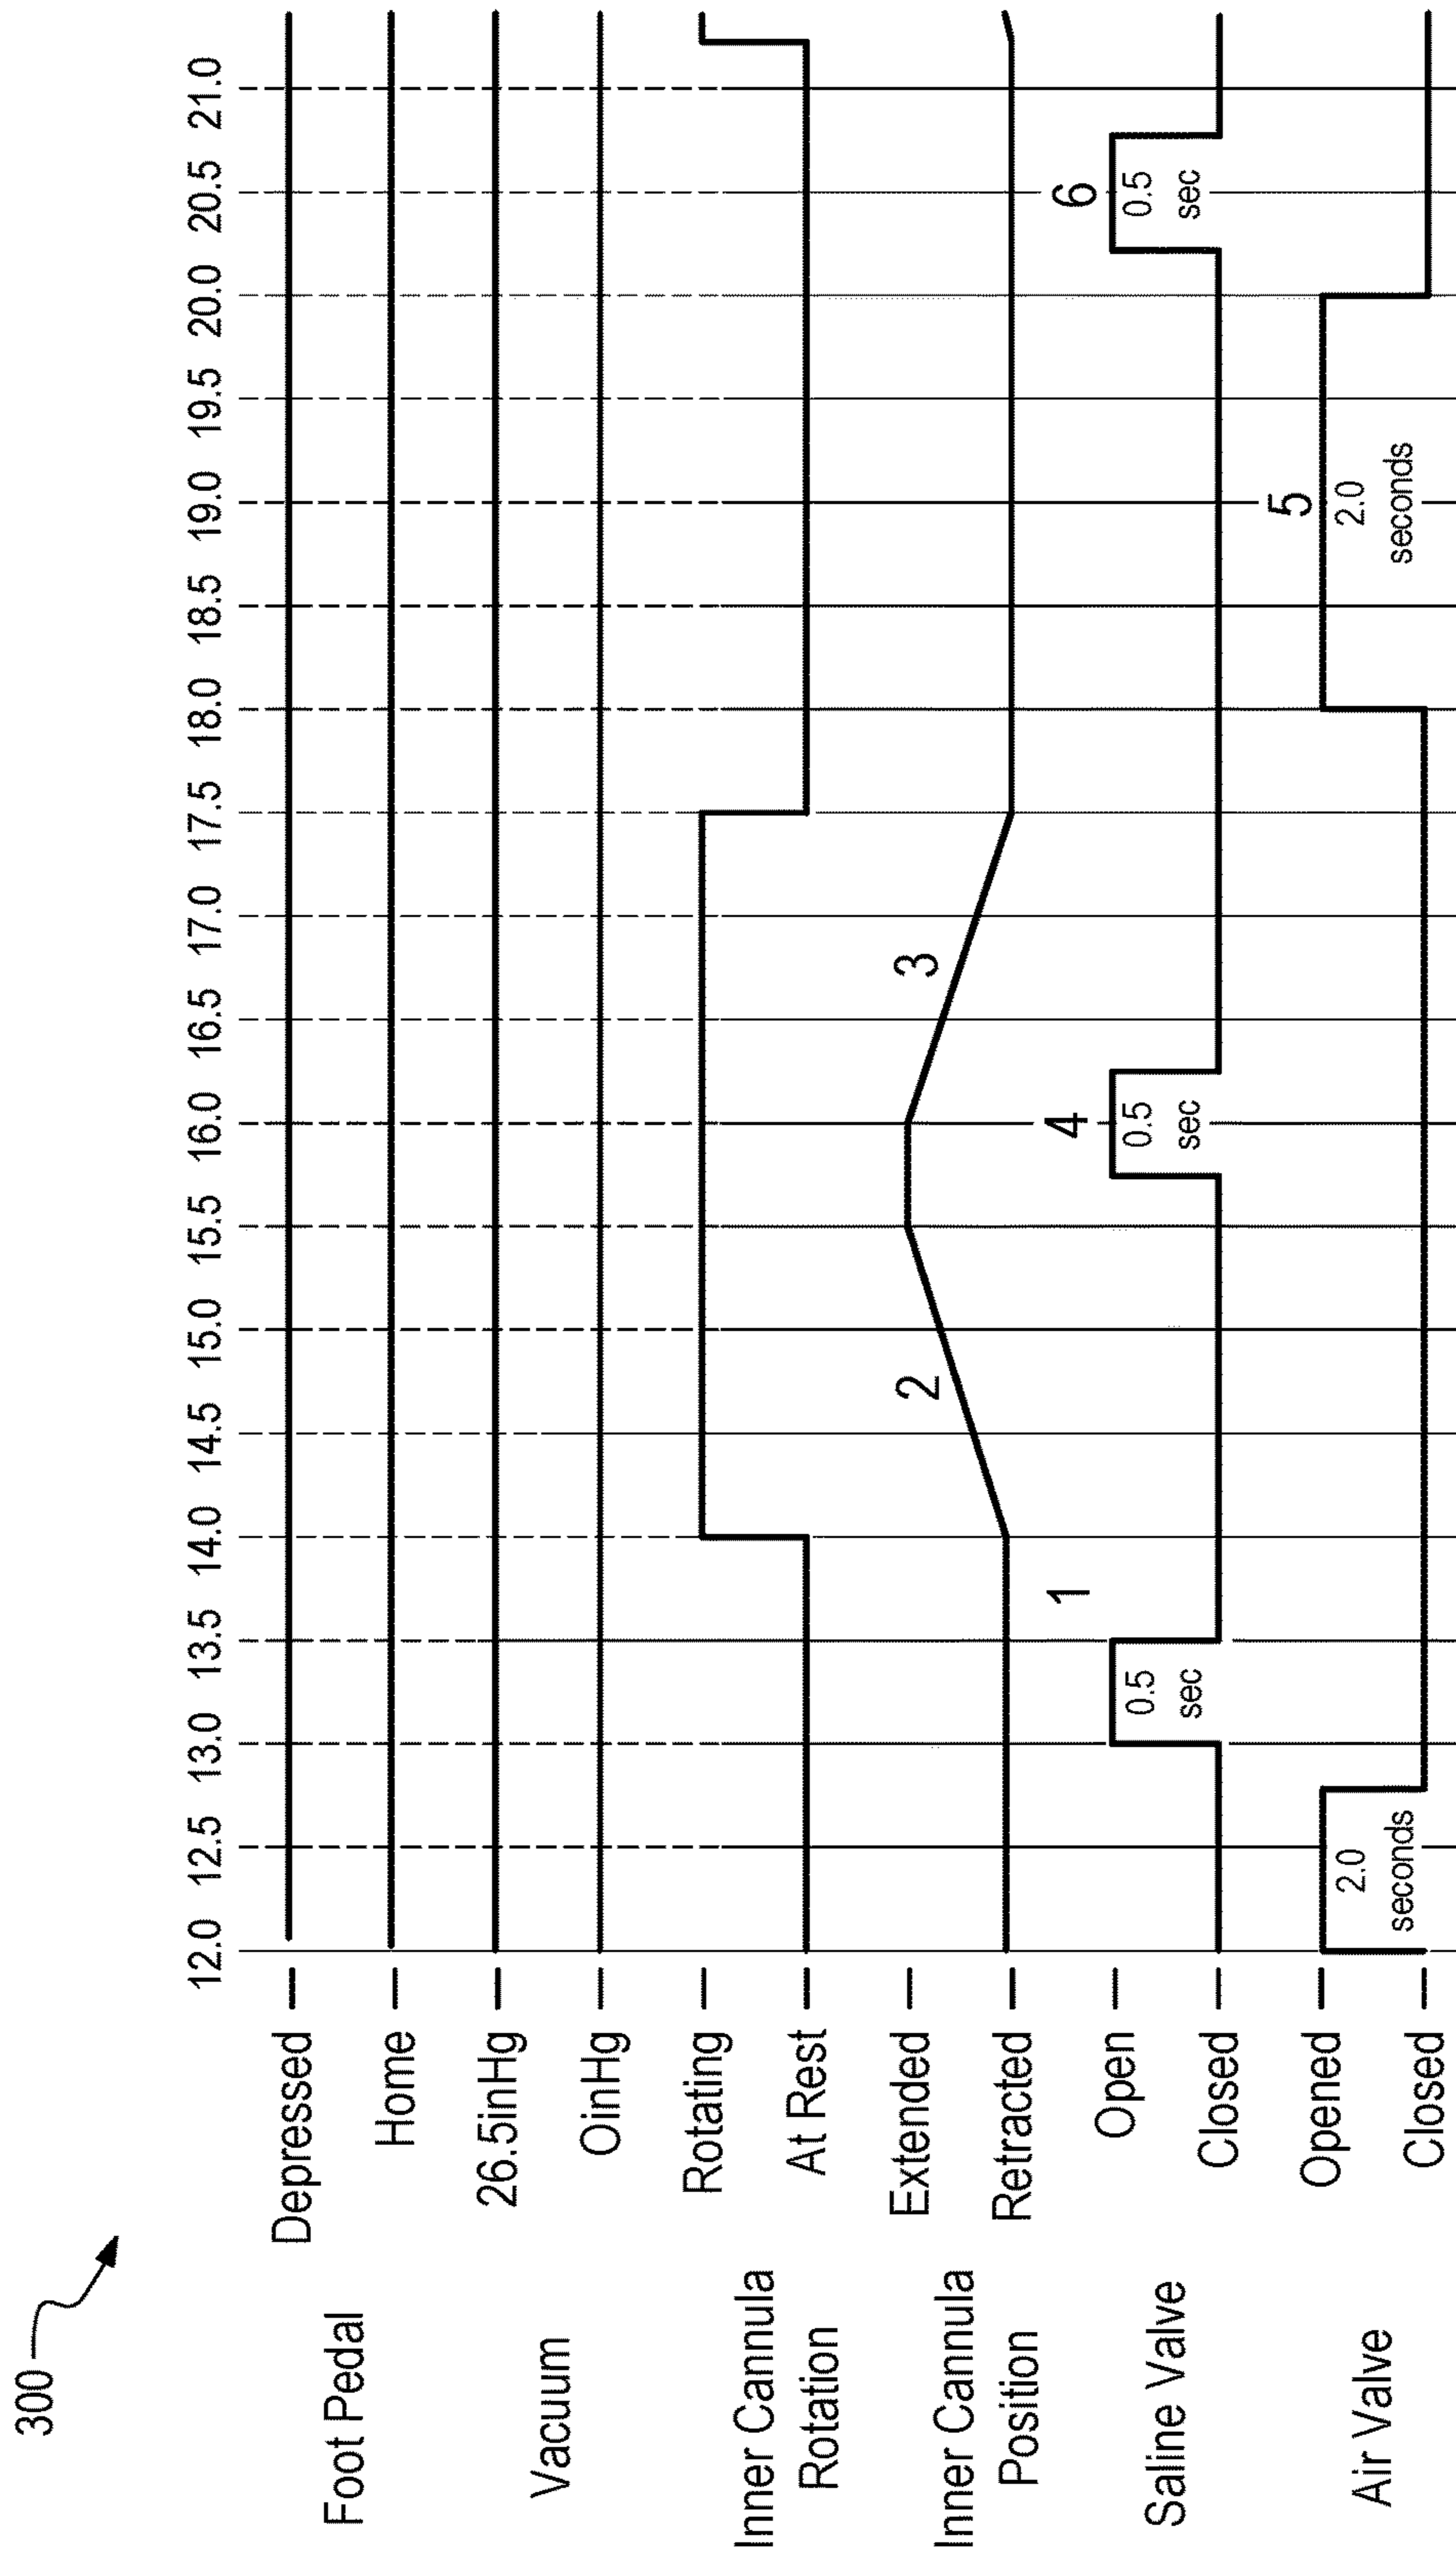 300
12.0 12.5 13.0 13.5 14.0 14.5 15.0 15.5 16.0 16.5 17.0 17.5 18.0 18.5 19.0 19.5 20.0 20.5 21.0
Foot Pedal
Depressed
Home
Vacuum
26.5inHg
OinHg
Inner Cannula
Rotation
Rotating
At Rest
Inner Cannula
Position
Extended
Retracted
2
3
Saline Valve
Open
Closed
1
4
6
0.5
sec
0.5
sec
0.5
sec
Air Valve
Opened
Closed
5
2.0
seconds
2.0
seconds